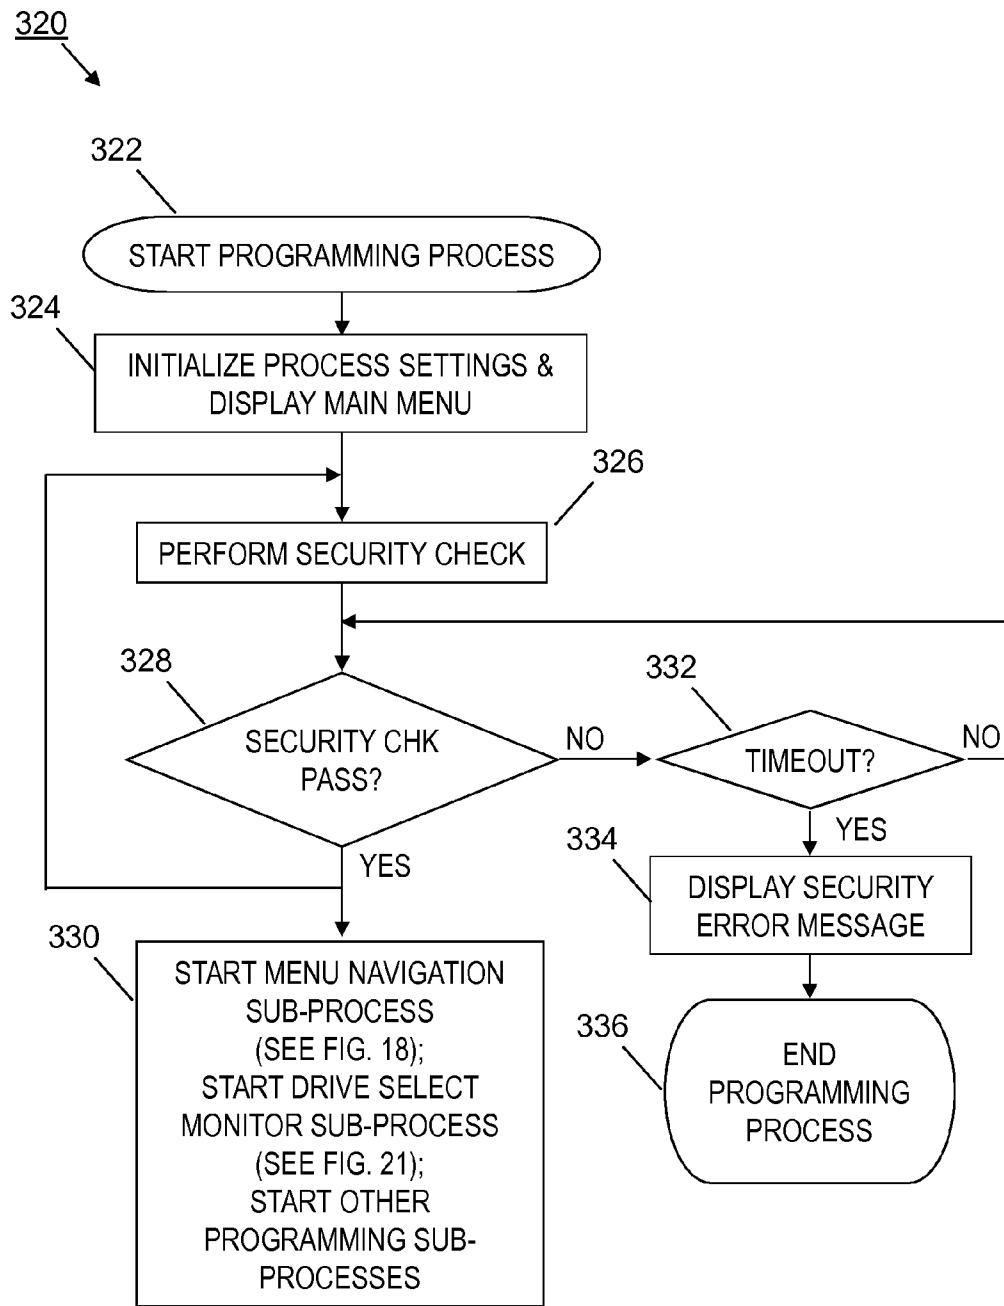 320
322
START PROGRAMMING PROCESS
324
INITIALIZE PROCESS SETTINGS &
DISPLAY MAIN MENU
326
PERFORM SECURITY CHECK
328
SECURITY CHK
PASS?
NO
332
TIMEOUT?
NO
YES
YES
334
DISPLAY SECURITY
ERROR MESSAGE
330
START MENU NAVIGATION
SUB-PROCESS
(SEE FIG. 18);
START DRIVE SELECT
MONITOR SUB-PROCESS
(SEE FIG. 21);
START OTHER
PROGRAMMING SUB-
PROCESSES
336
END
PROGRAMMING
PROCESS